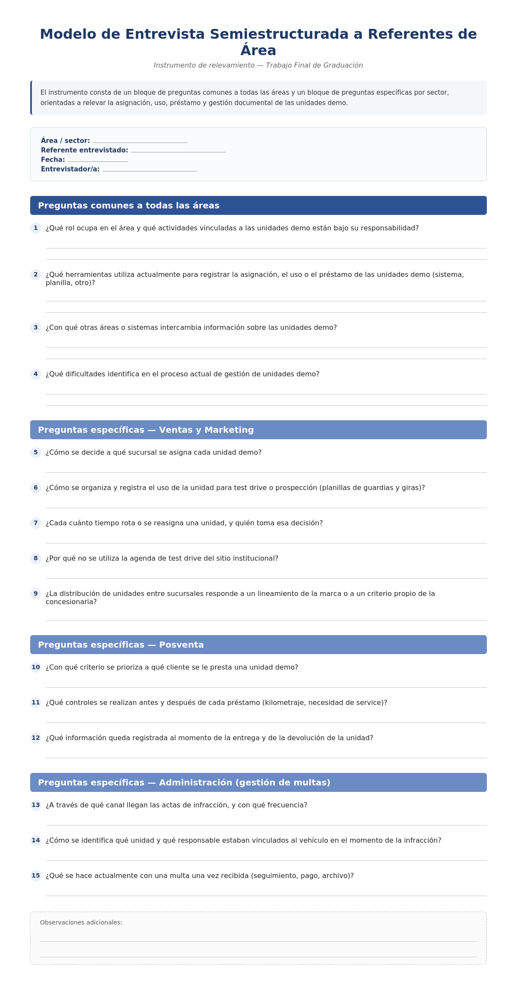 Modelo de Entrevista Semiestructurada a Referentes de
Área
Instrumento de relevamiento — Trabajo Final de Graduación
El instrumento consta de un bloque de preguntas comunes a todas las áreas y un bloque de preguntas específicas por sector,
orientadas a relevar la asignación, uso, préstamo y gestión documental de las unidades demo.
Área / sector:
Referente entrevistado:
Fecha:
Entrevistador/a:
Preguntas comunes a todas las áreas
1 ¿Qué rol ocupa en el área y qué actividades vinculadas a las unidades demo están bajo su responsabilidad?
2 ¿Qué herramientas utiliza actualmente para registrar la asignación, el uso o el préstamo de las unidades demo (sistema,
planilla, otro)?
3 ¿Con qué otras áreas o sistemas intercambia información sobre las unidades demo?
4 ¿Qué dificultades identifica en el proceso actual de gestión de unidades demo?
Preguntas específicas — Ventas y Marketing
5 ¿Cómo se decide a qué sucursal se asigna cada unidad demo?
6 ¿Cómo se organiza y registra el uso de la unidad para test drive o prospección (planillas de guardias y giras)?
7 ¿Cada cuánto tiempo rota o se reasigna una unidad, y quién toma esa decisión?
8 ¿Por qué no se utiliza la agenda de test drive del sitio institucional?
9 ¿La distribución de unidades entre sucursales responde a un lineamiento de la marca o a un criterio propio de la
concesionaria?
Preguntas específicas — Posventa
10 ¿Con qué criterio se prioriza a qué cliente se le presta una unidad demo?
11 ¿Qué controles se realizan antes y después de cada préstamo (kilometraje, necesidad de service)?
12 ¿Qué información queda registrada al momento de la entrega y de la devolución de la unidad?
Preguntas específicas — Administración (gestión de multas)
13 ¿A través de qué canal llegan las actas de infracción, y con qué frecuencia?
14 ¿Cómo se identifica qué unidad y qué responsable estaban vinculados al vehículo en el momento de la infracción?
15 ¿Qué se hace actualmente con una multa una vez recibida (seguimiento, pago, archivo)?
Observaciones adicionales: